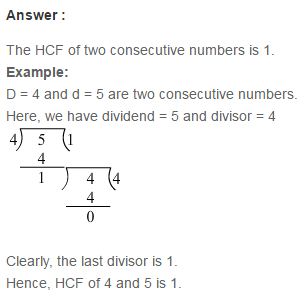 Answer :
The HCF of two consecutive numbers is 1.
Example:
D = 4 and d = 5 are two consecutive numbers.
Here, we have dividend = 5 and divisor = 4
4) 5 (1
4
1 ) 4 (4
4
0
Clearly, the last divisor is 1.
Hence, HCF of 4 and 5 is 1.